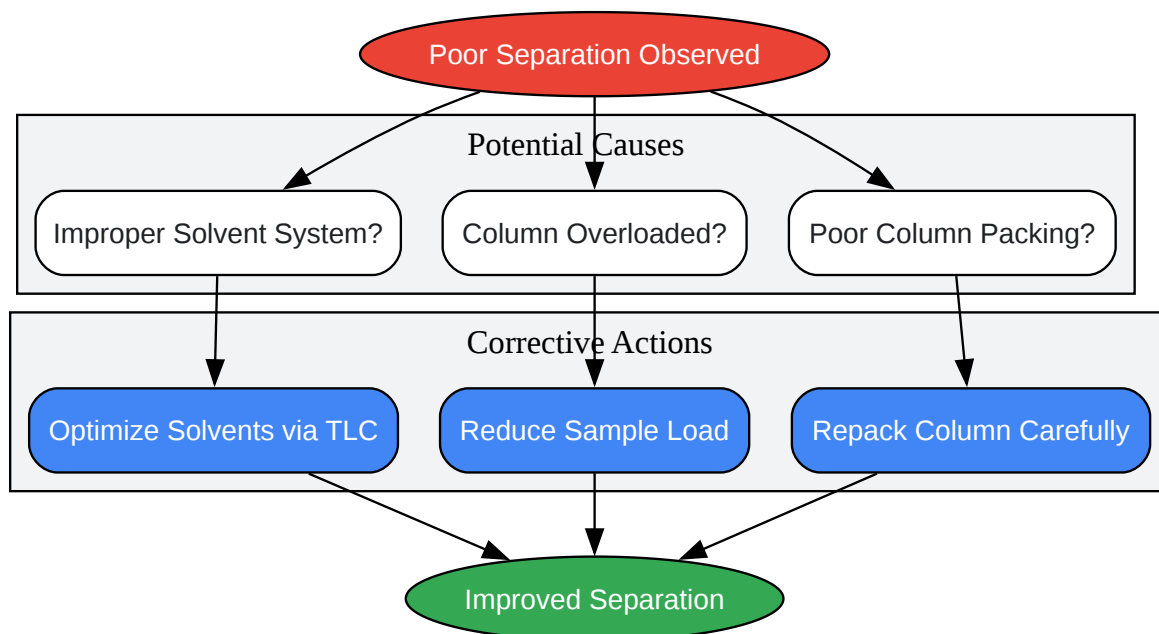 Poor Separation Observed
Potential Causes
Improper Solvent System?
Column Overloaded?
Poor Column Packing?
Corrective Actions
Optimize Solvents via TLC
Reduce Sample Load
Repack Column Carefully
Improved Separation